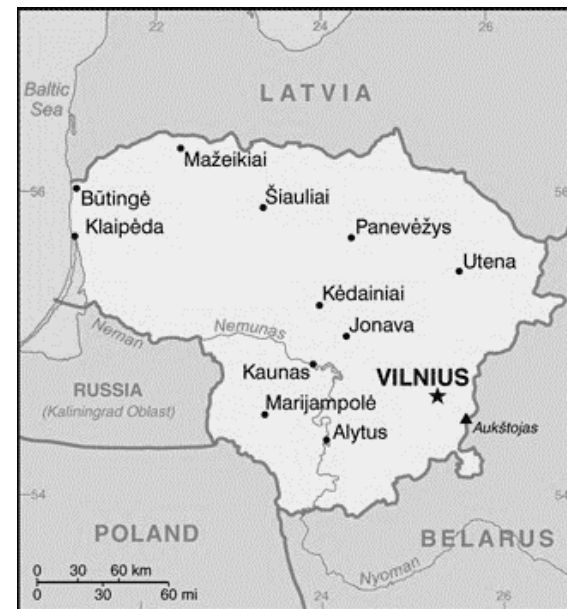 22
24
26
Baltic
Sea
LATVIA
Mažeikiai
56
56
Būtingė
Šiauliai
Klaipėda
Panevėžys
Utena
Kėdainiai
Neman
Nemunas
Jonava
Kaunas
VILNIUS
RUSSIA
(Kaliningrad Oblast)
Marijampolė
Aukštojas
Alytus
54
54
POLAND
BELARUS
0 30 60 km
Nyoman
0 30 60 mi
24
26